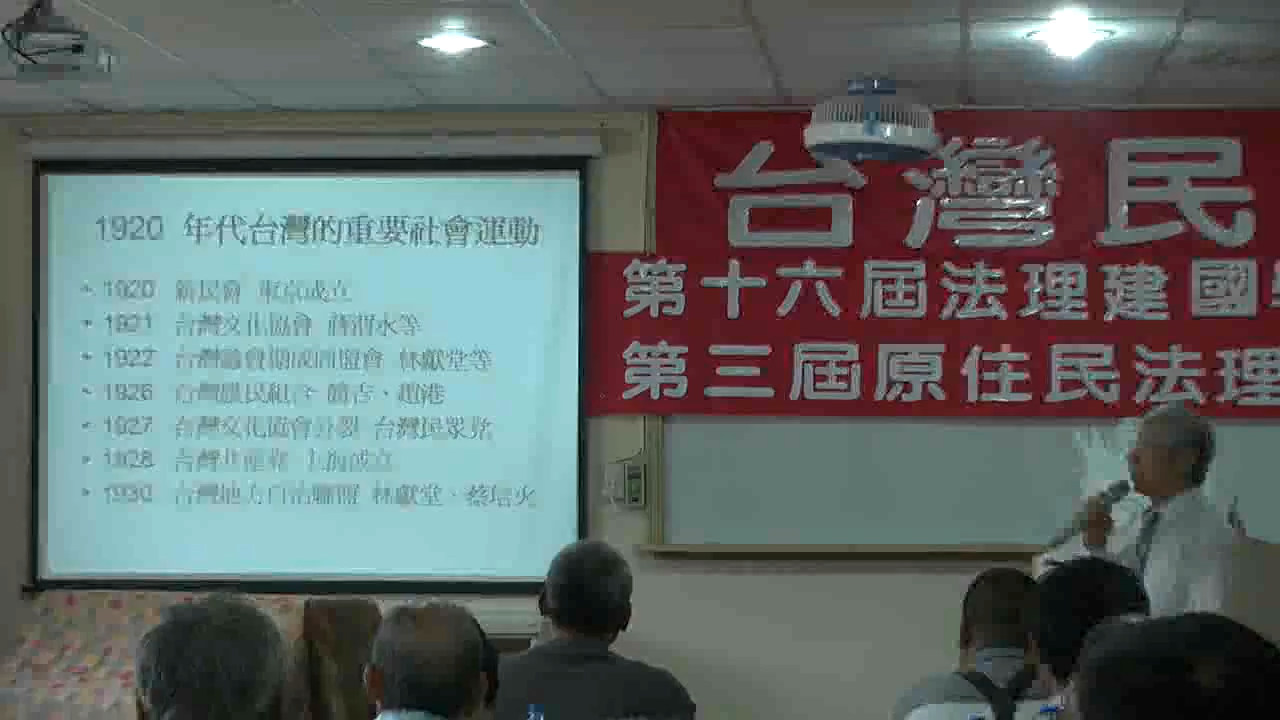 1920 年代台灣的重要社會運動
• 1920 新民會 東京成立
• 1921 台灣文化協會 蔣渭水等
• 1922 台灣議會期成同盟會 林獻堂等
• 1926 台灣農民組合 簡吉、趙港
• 1927 台灣文化協會分裂 台灣民眾黨
• 1928 台灣共產黨 上海成立
• 1930 台灣地方自治聯盟 林獻堂、蔡培火
台灣民
第十六屆法理建國
第三屆原住民法理